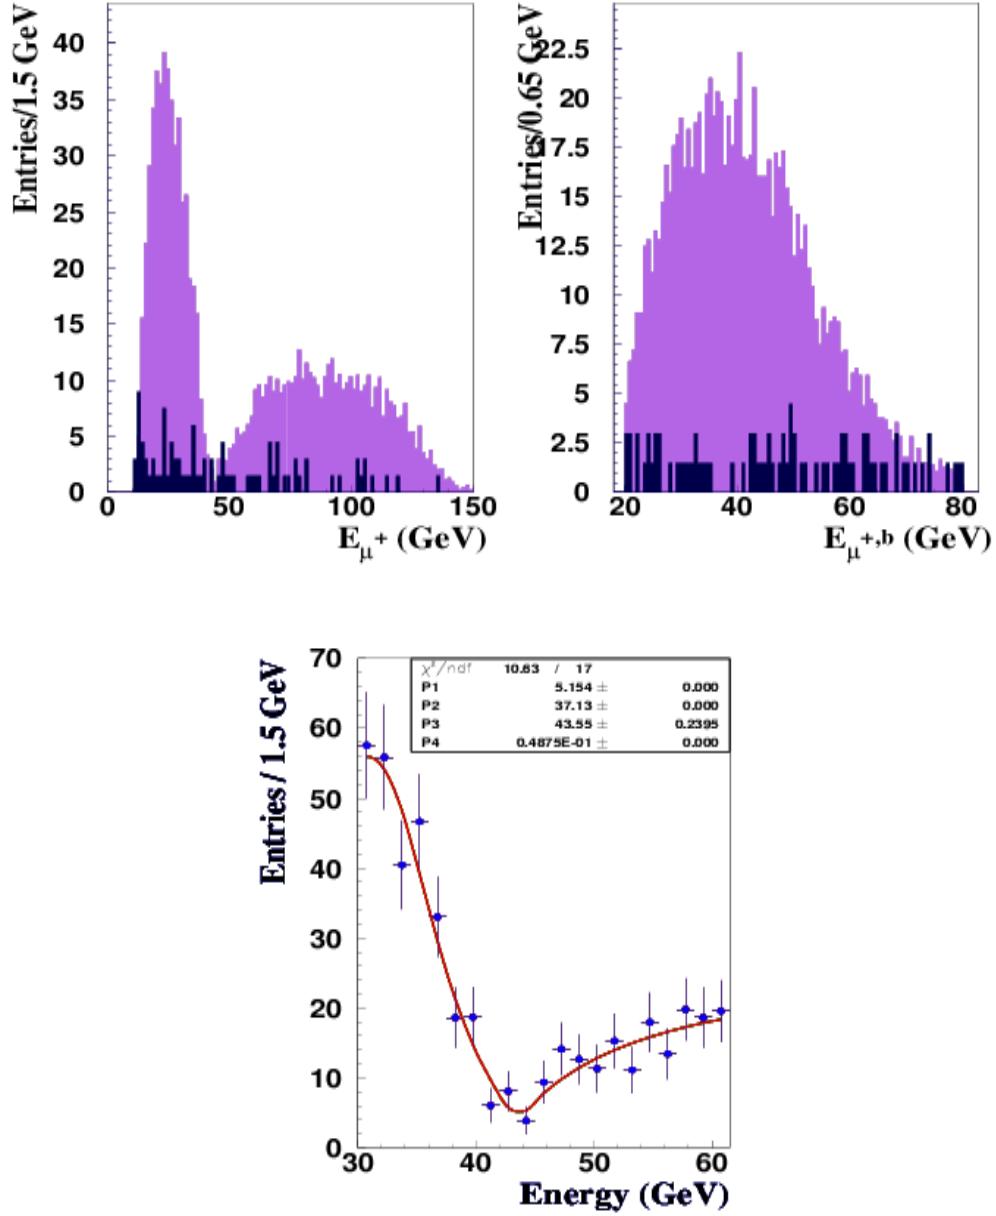 Entries/1.5 GeV
40
35
30
25
20
15
10
5
0
0 50 100 150
E_μ+ (GeV)
Entries/0.65 GeV
22.5
20
17.5
15
12.5
10
7.5
5
2.5
0
20 40 60 80
E_μ+,b (GeV)
Entries / 1.5 GeV
70
60
50
40
30
20
10
0
χ²/ndf 10.63 / 17
P1 5.154 ± 0.000
P2 37.13 ± 0.000
P3 43.55 ± 0.2395
P4 0.4875E-01 ± 0.000
30 40 50 60
Energy (GeV)